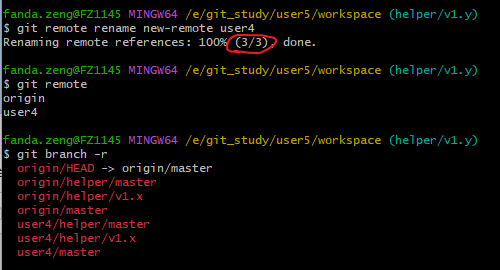 fanda.zeng@FZ1145 MINGW64 /e/git_study/user5/workspace (helper/v1.y)
$ git remote rename new-remote user4
Renaming remote references: 100% (3/3), done.
fanda.zeng@FZ1145 MINGW64 /e/git_study/user5/workspace (helper/v1.y)
$ git remote
origin
user4
fanda.zeng@FZ1145 MINGW64 /e/git_study/user5/workspace (helper/v1.y)
$ git branch -r
origin/HEAD -> origin/master
origin/helper/master
origin/helper/v1.x
origin/master
user4/helper/master
user4/helper/v1.x
user4/master